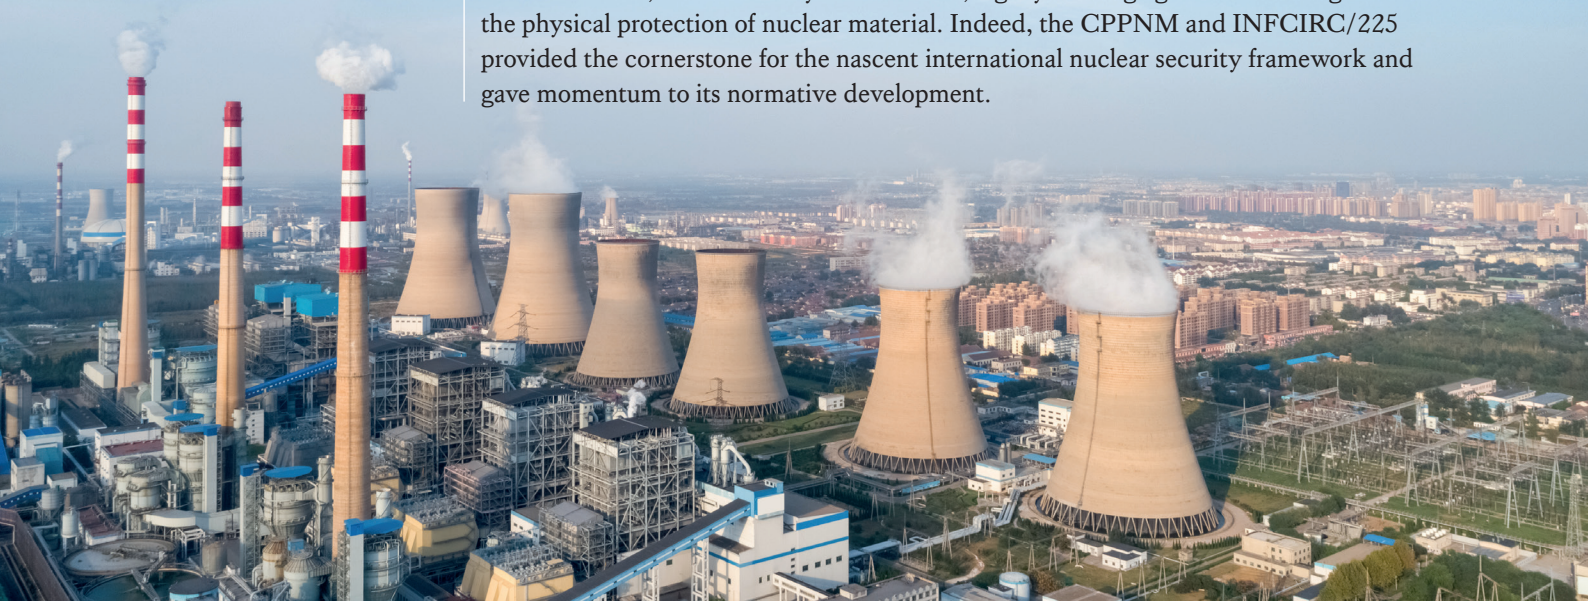 the physical protection of nuclear material. Indeed, the CPPNM and INFCIRC/225
provided the cornerstone for the nascent international nuclear security framework and
gave momentum to its normative development.